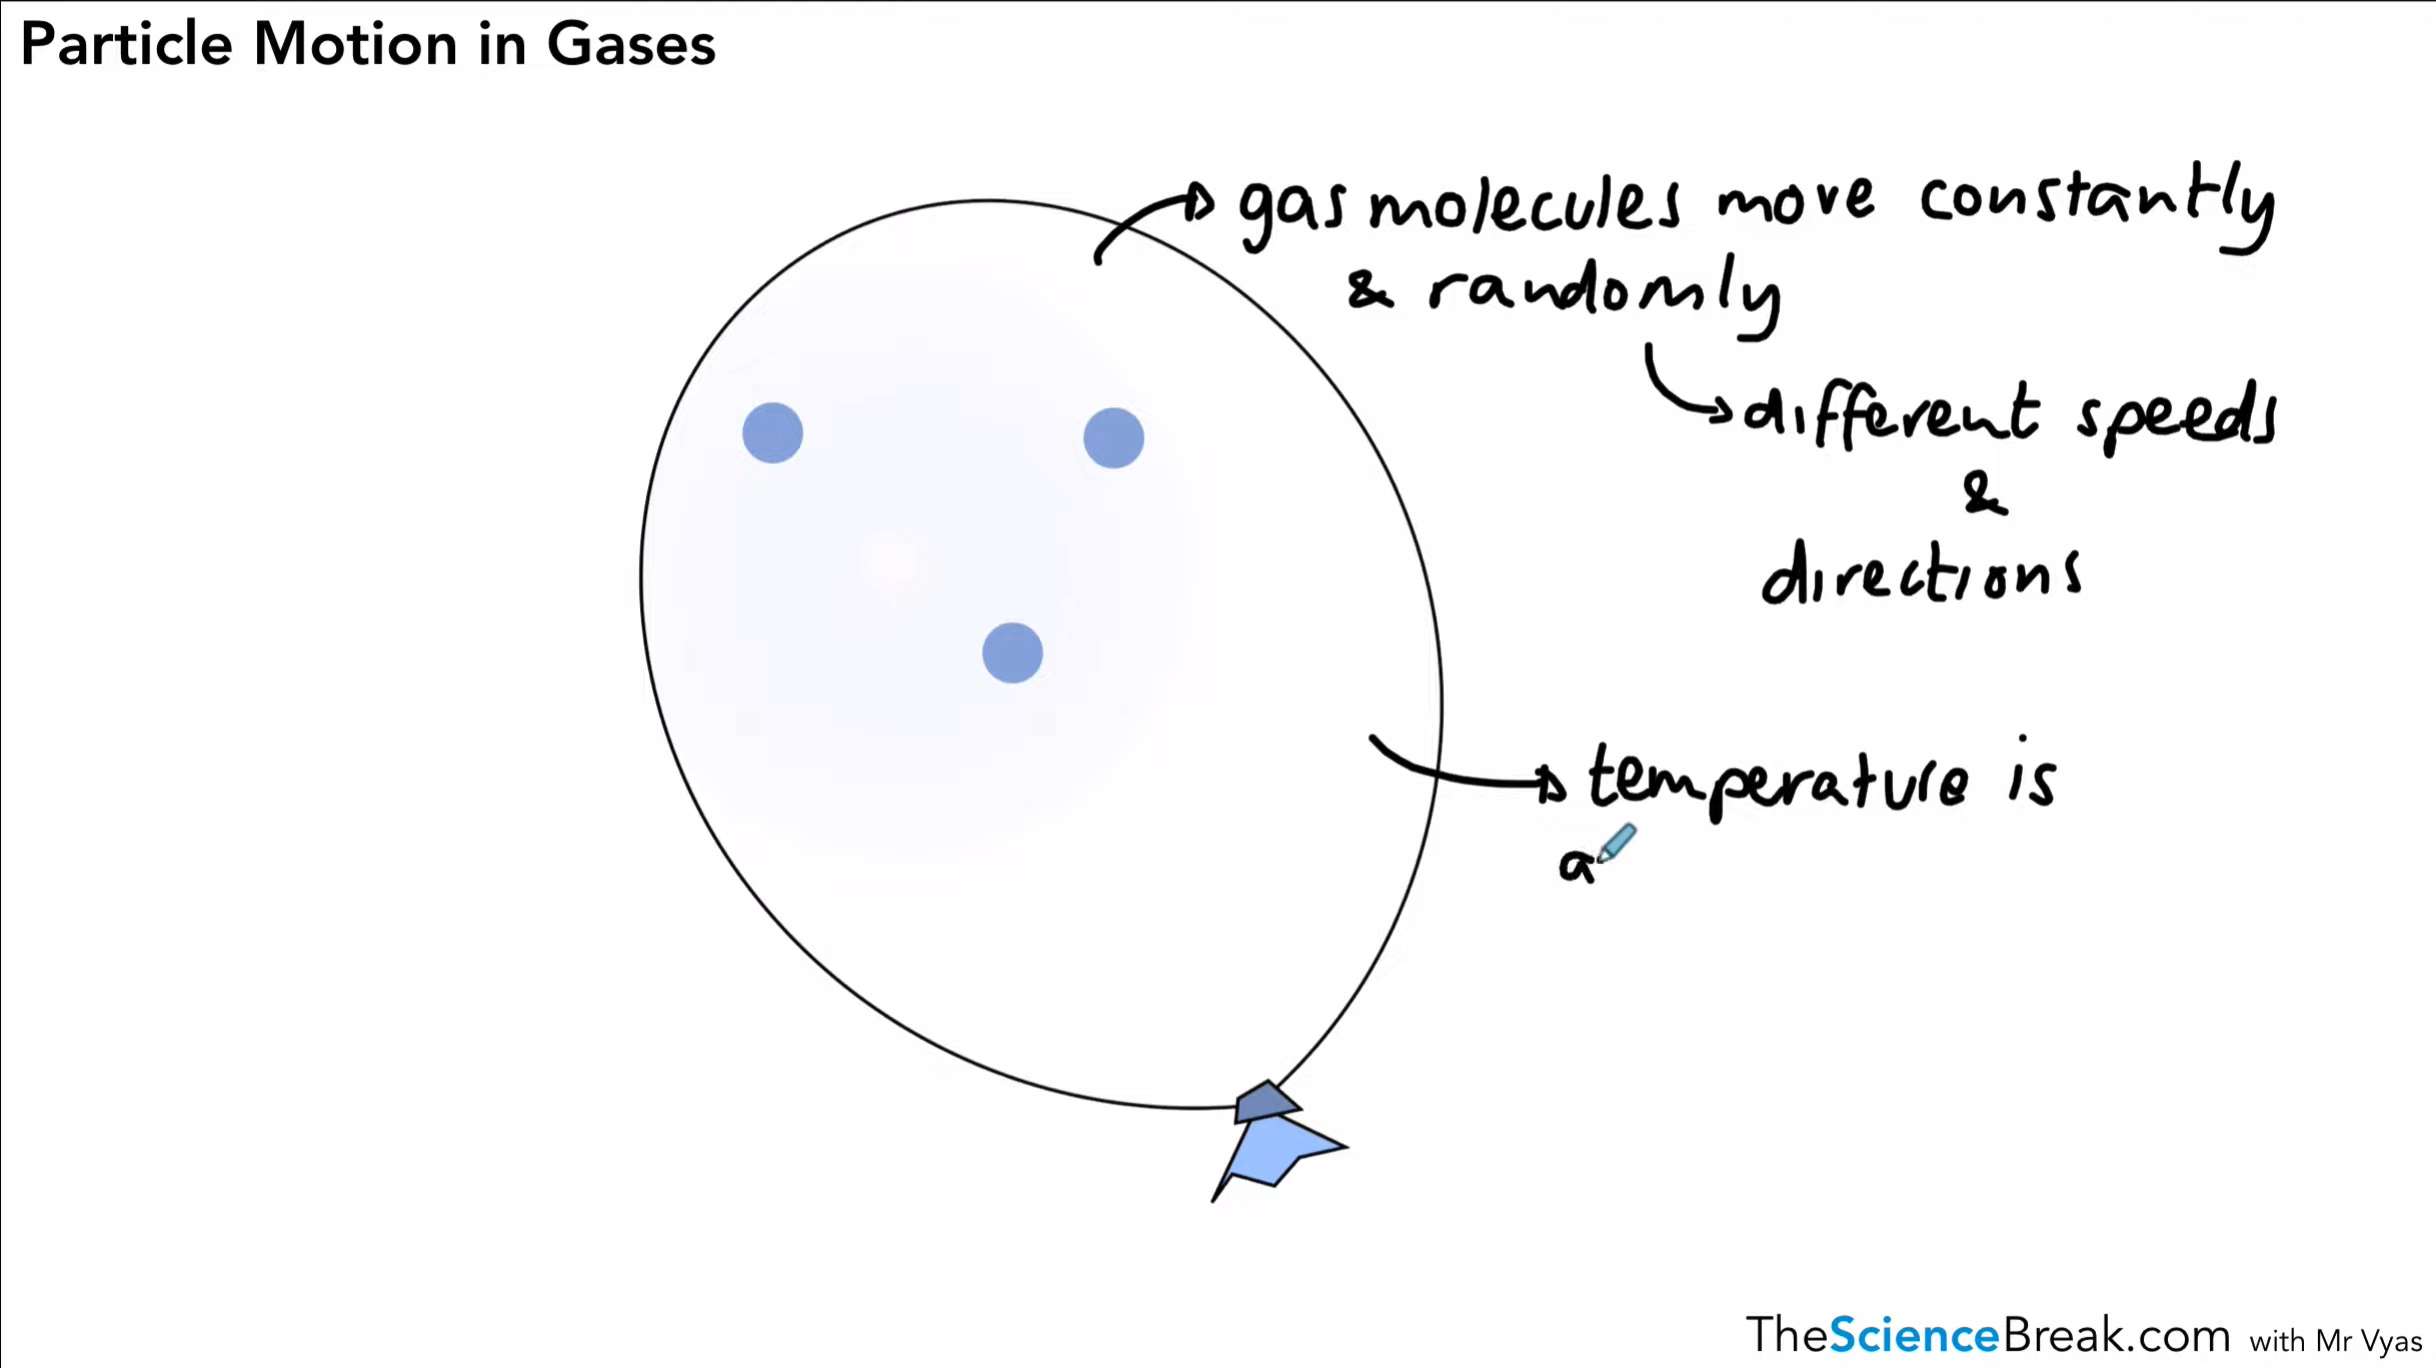 Particle Motion in Gases
gas molecules move constantly
& randomly
different speeds
&
directions
temperature is
a
TheScienceBreak.com with Mr Vyas